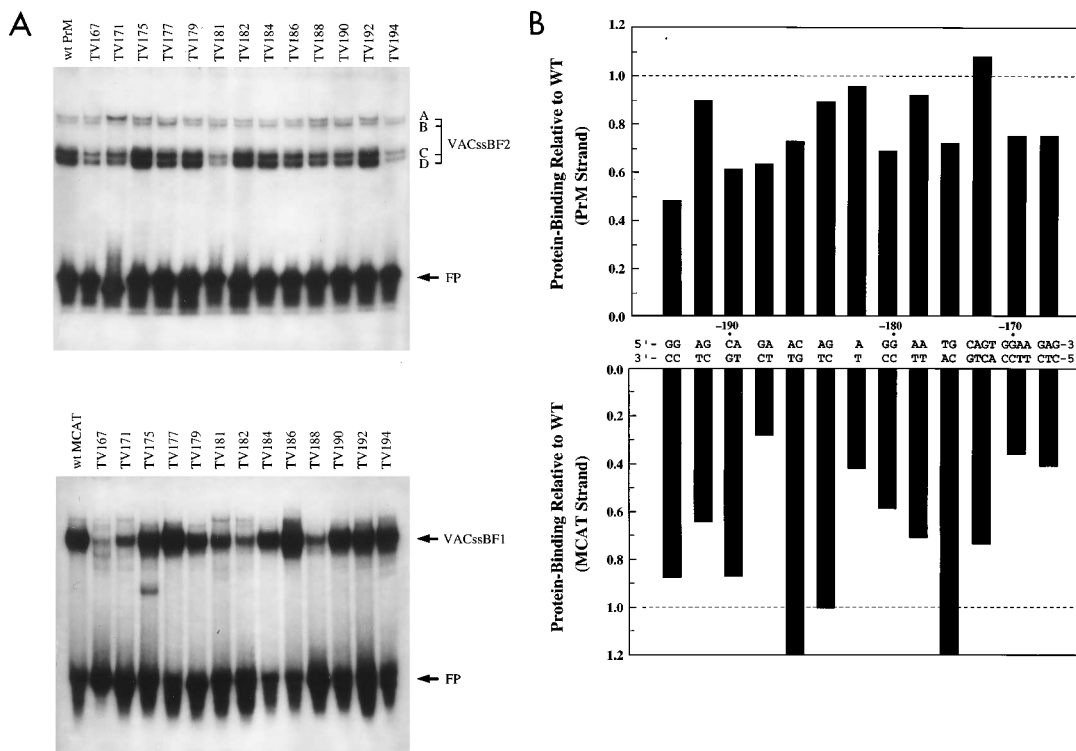 A
wt PrM
TV167
TV171
TV175
TV177
TV179
TV181
TV182
TV184
TV186
TV188
TV190
TV192
TV194
A
B
C
D
VACssBF2
FP
wt MCAT
TV167
TV171
TV175
TV177
TV179
TV181
TV182
TV184
TV186
TV188
TV190
TV192
TV194
VACssBF1
FP
B
Protein-Binding Relative to WT
(PrM Strand)
1.2
1.0
0.8
0.6
0.4
0.2
0.0
-190 -180 -170
5'- GG AG CA GA AC AG A GG AA TG CAGT GGAA GAG-3
3'- CC TC GT CT TG TC T CC TT AC GTCA CCTT CTC-5
Protein-Binding Relative to WT
(MCAT Strand)
0.0
0.2
0.4
0.6
0.8
1.0
1.2